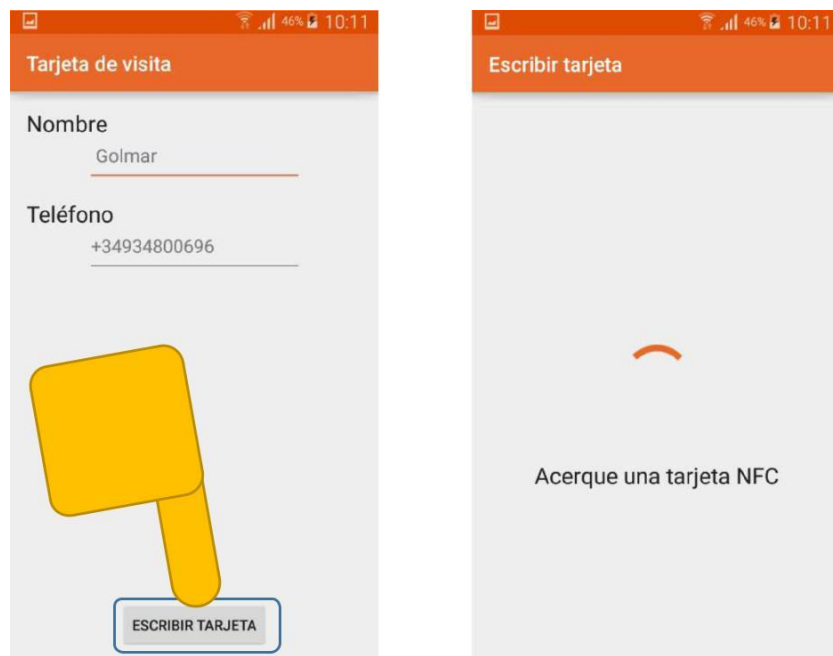 46% 10:11
Tarjeta de visita
Nombre
Golmar
Teléfono
+34934800696
ESCRIBIR TARJETA
46% 10:11
Escribir tarjeta
Acerque una tarjeta NFC